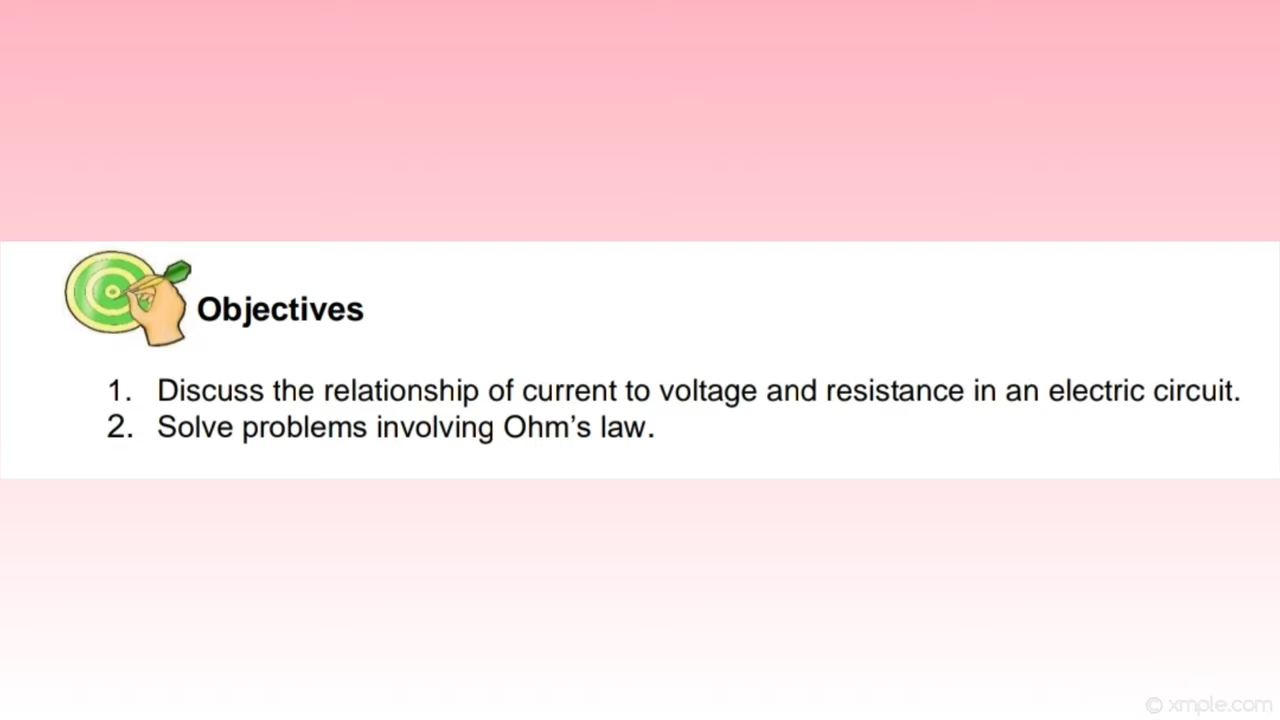 Objectives
1. Discuss the relationship of current to voltage and resistance in an electric circuit.
2. Solve problems involving Ohm’s law.
© xmple.com